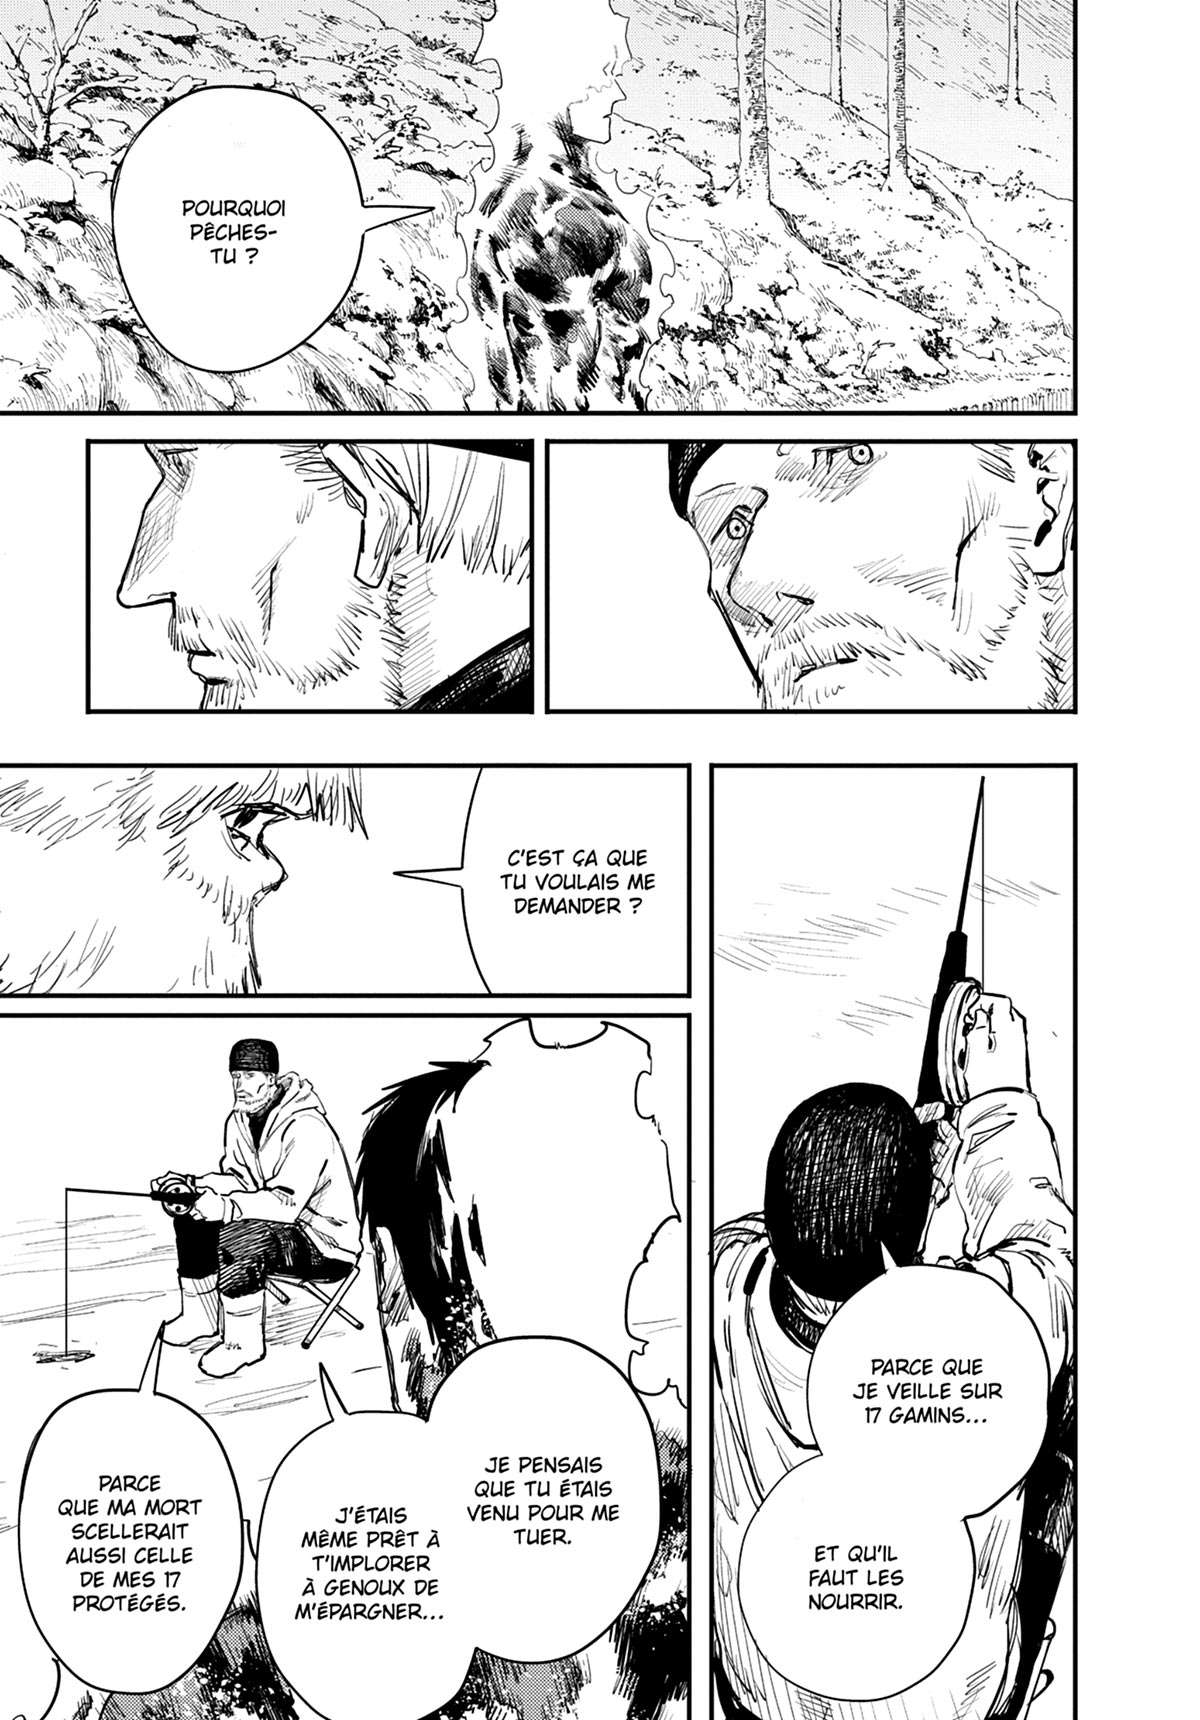 POURQUOI
PÊCHES-
TU ?
C'EST ÇA QUE
TU VOULAIS ME
DEMANDER ?
PARCE QUE
JE VEILLE SUR
17 GAMINS...
ET QU'IL
FAUT LES
NOURRIR.
JE PENSAIS
QUE TU ÉTAIS
VENU POUR ME
TUER.
J'ÉTAIS
MÊME PRÊT À
T'IMPLORER
À GENOUX DE
M'ÉPARGNER...
PARCE
QUE MA MORT
SCELLERAIT
AUSSI CELLE
DE MES 17
PROTÉGÉS.